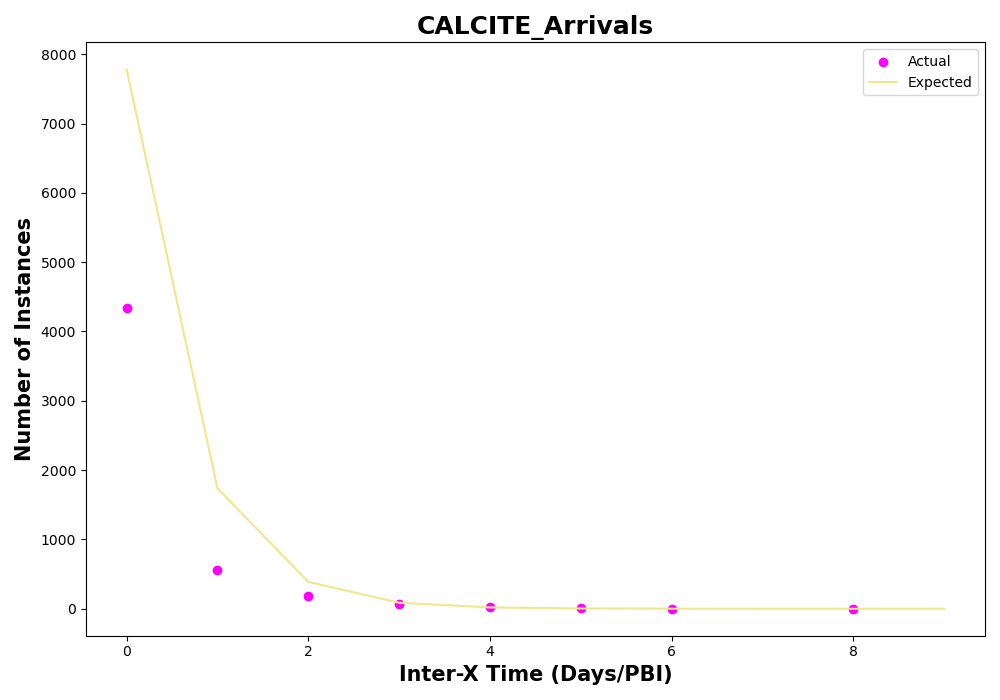 CALCITE_Arrivals
Number of Instances
8000
7000
6000
5000
4000
3000
2000
1000
0
Actual
Expected
0 2 4 6 8
Inter-X Time (Days/PBI)